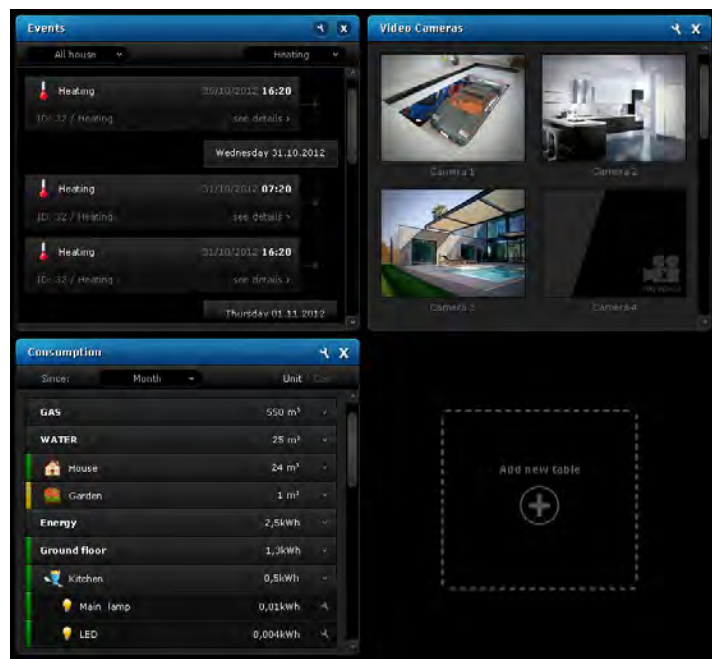 Events
All house Heating
Heating 30/10/2012 16:20
ID: 32 / Heating see details >
Wednesday 31.10.2012
Heating 31/10/2012 07:20
ID: 32 / Heating see details >
Heating 31/10/2012 16:20
ID: 32 / Heating see details >
Thursday 01.11.2012
Video Cameras
Camera 1 Camera 2
Camera 3 Camera 4
Consumption
Since: Month Unit / Cost
GAS 550 m³
WATER 25 m³
House 24 m³
Garden 1 m³
Energy 2,5kWh
Ground floor 1,3kWh
Kitchen 0,5kWh
Main lamp 0,01kWh
LED 0,004kWh
Add new table